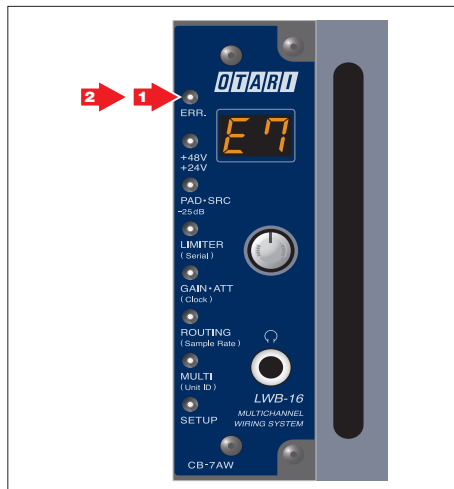 OTARI
2 1
ERR.
E7
+48V
+24V
PAD•SRC
-25dB
LIMITER
(Serial)
GAIN•ATT
(Clock)
ROUTING
(Sample Rate)
MULTI
(Unit ID)
SETUP
LWB-16
MULTICHANNEL
WIRING SYSTEM
CB-7AW